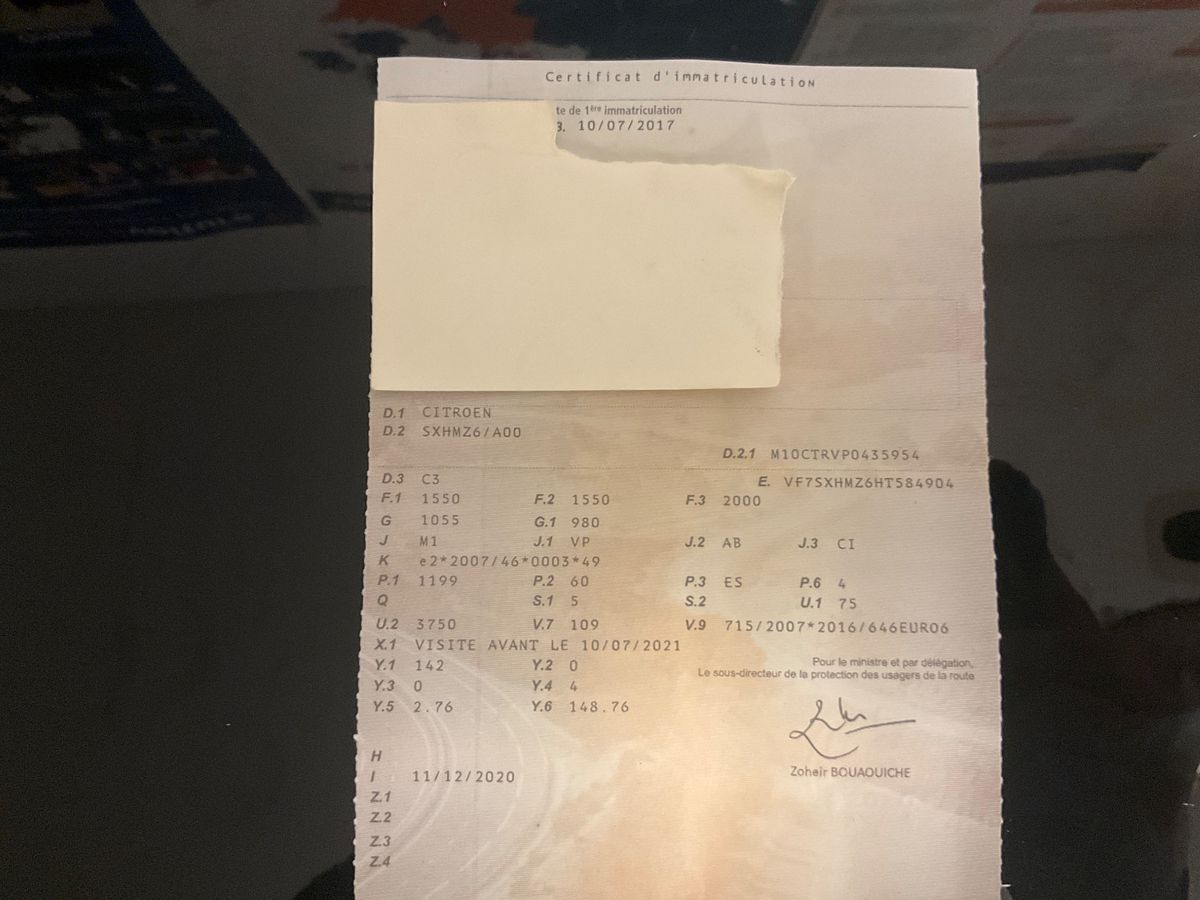 Certificat d'immatriculation
te de 1ère immatriculation
3. 10/07/2017
D.1 CITROEN
D.2 SXHMZ6/A00
D.2.1 M10CTRVP0435954
D.3 C3
E. VF7SXHMZ6HT584904
F.1 1550 F.2 1550 F.3 2000
G 1055 G.1 980
J M1 J.1 VP J.2 AB J.3 CI
K e2*2007/46*0003*49
P.1 1199 P.2 60 P.3 ES P.6 4
Q S.1 5 S.2 U.1 75
U.2 3750 V.7 109 V.9 715/2007*2016/646EURO6
X.1 VISITE AVANT LE 10/07/2021
Y.1 142 Y.2 0
Pour le ministre et par délégation,
Le sous-directeur de la protection des usagers de la route
Y.3 0 Y.4 4
Y.5 2.76 Y.6 148.76
H
I 11/12/2020
Zoheir BOUAOUICHE
Z.1
Z.2
Z.3
Z.4